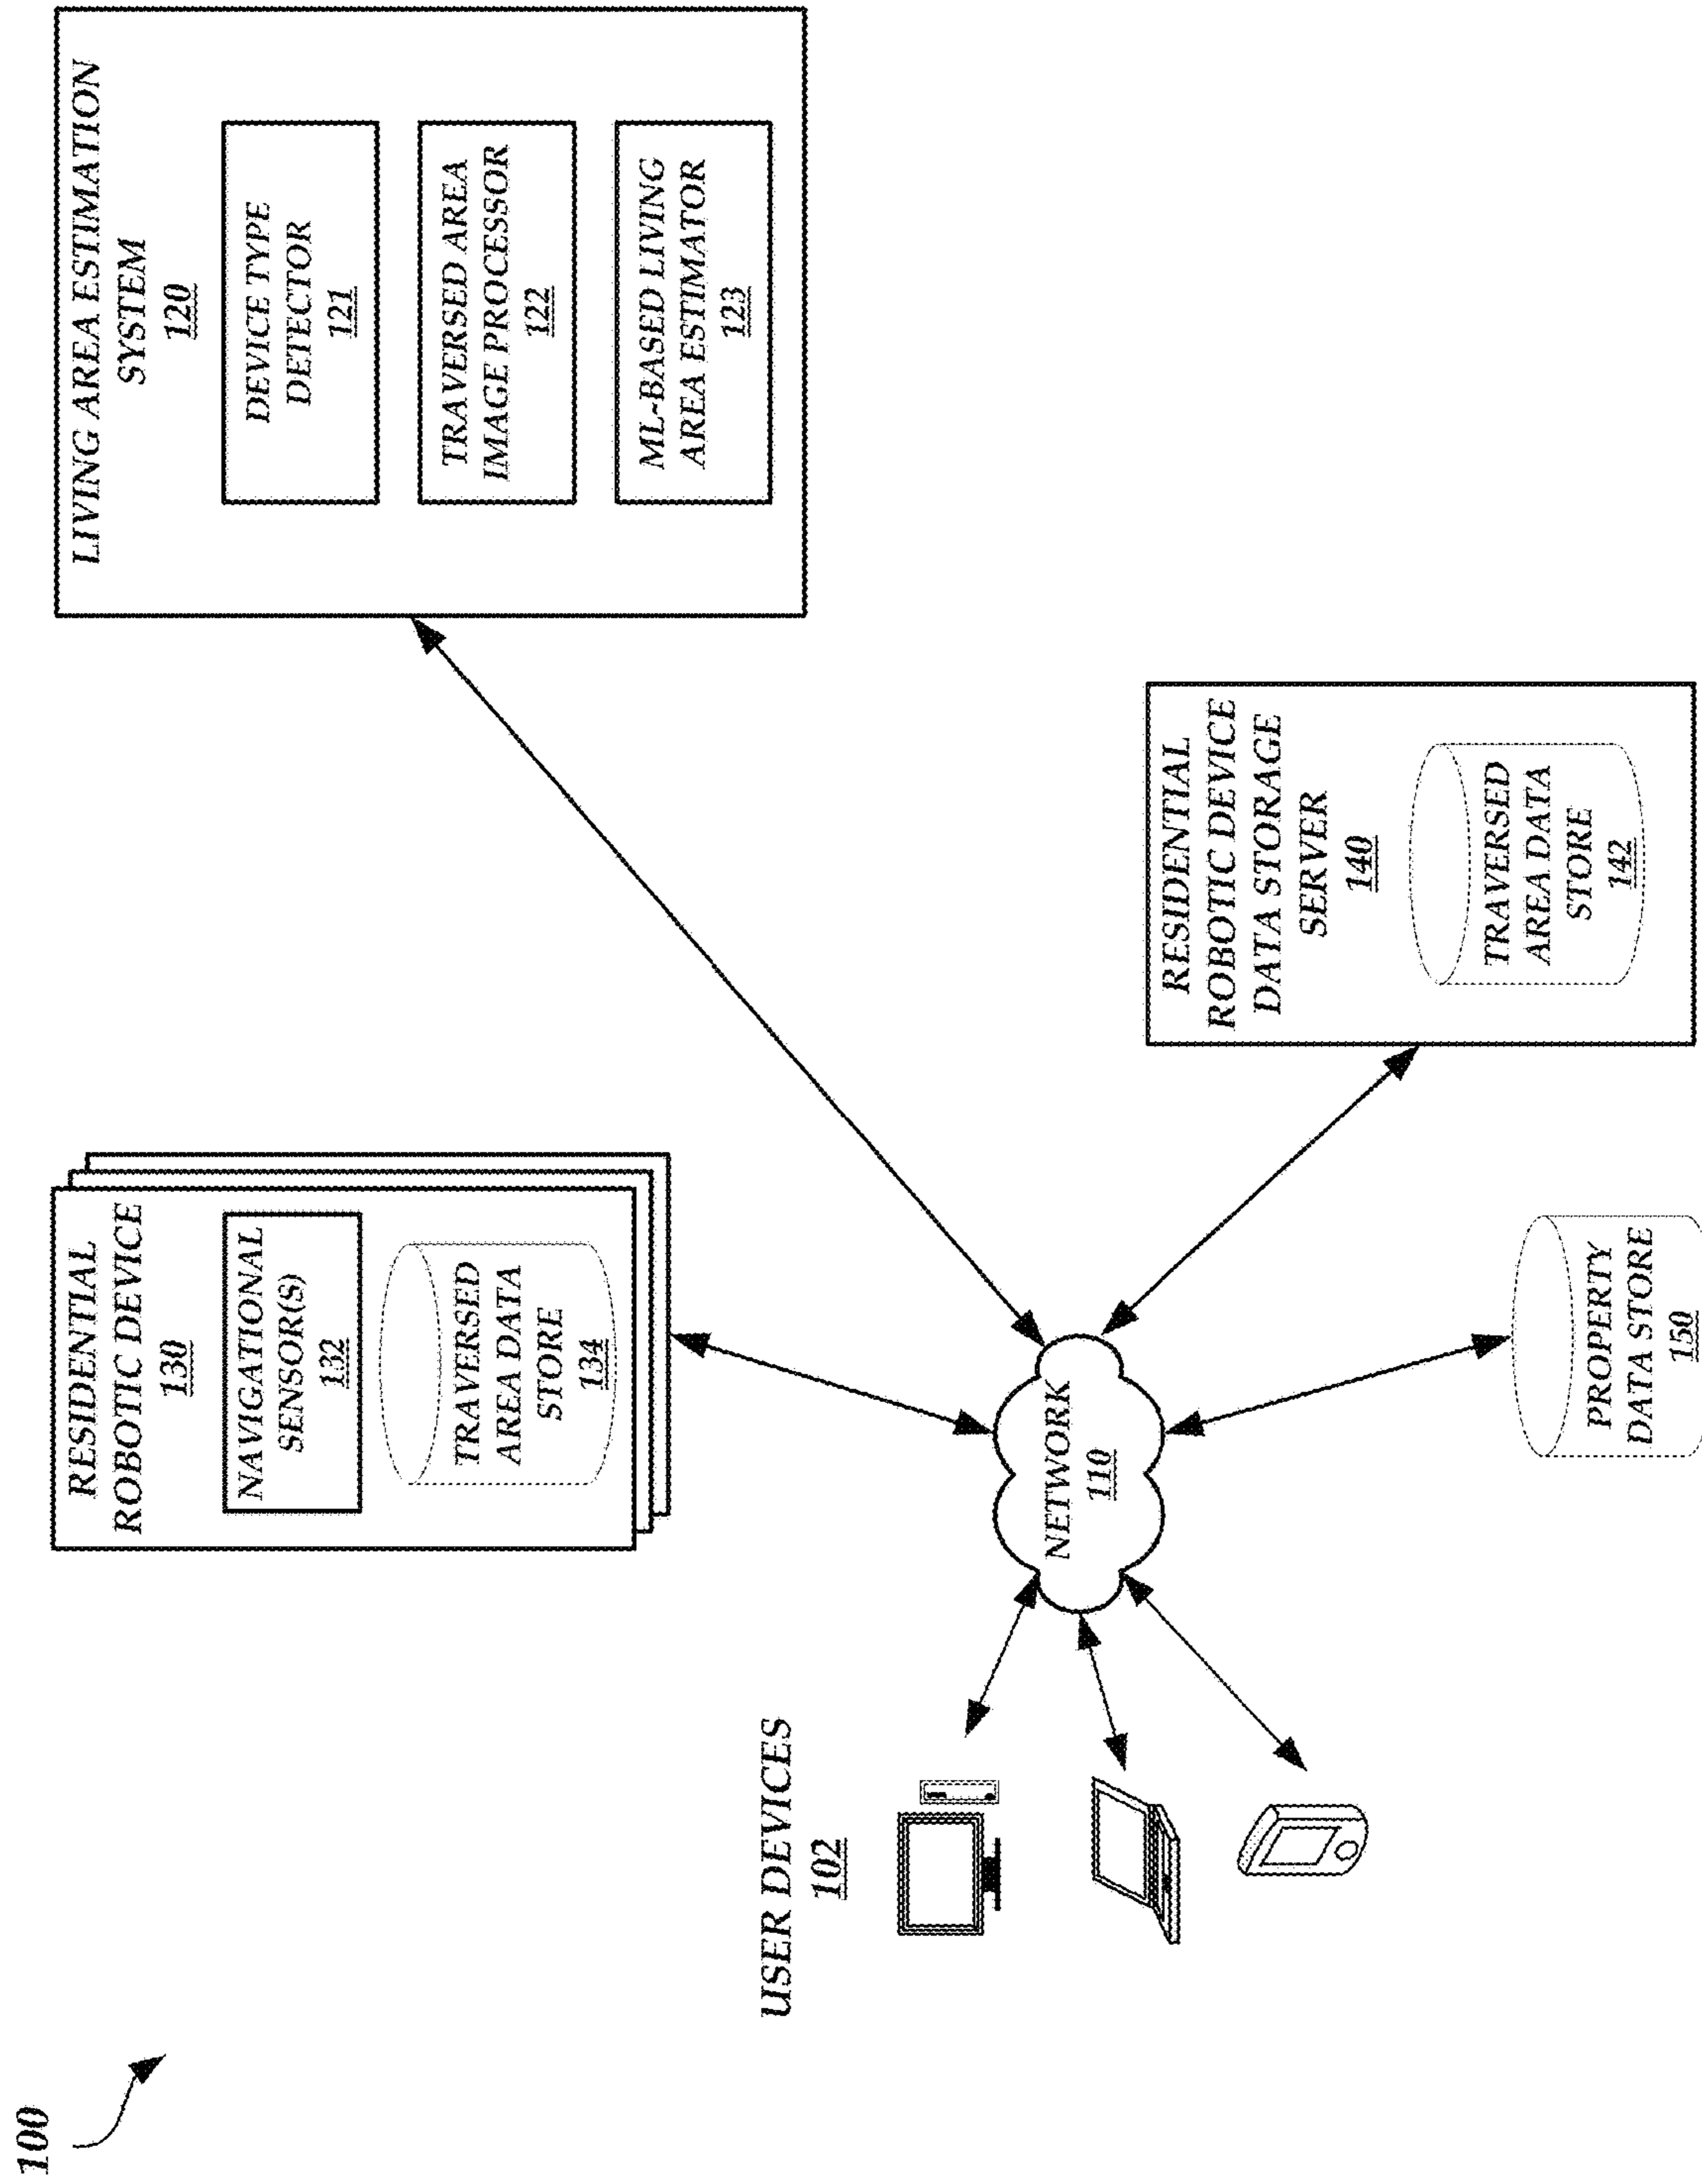 100
USER DEVICES
102
RESIDENTIAL
ROBOTIC DEVICE
130
NAVIGATIONAL
SENSOR(S)
132
TRAVERSED
AREA DATA
STORE
134
LIVING AREA ESTIMATION
SYSTEM
120
DEVICE TYPE
DETECTOR
121
TRAVERSED AREA
IMAGE PROCESSOR
122
ML-BASED LIVING
AREA ESTIMATOR
123
NETWORK
110
RESIDENTIAL
ROBOTIC DEVICE
DATA STORAGE
SERVER
140
TRAVERSED
AREA DATA
STORE
142
PROPERTY
DATA STORE
150